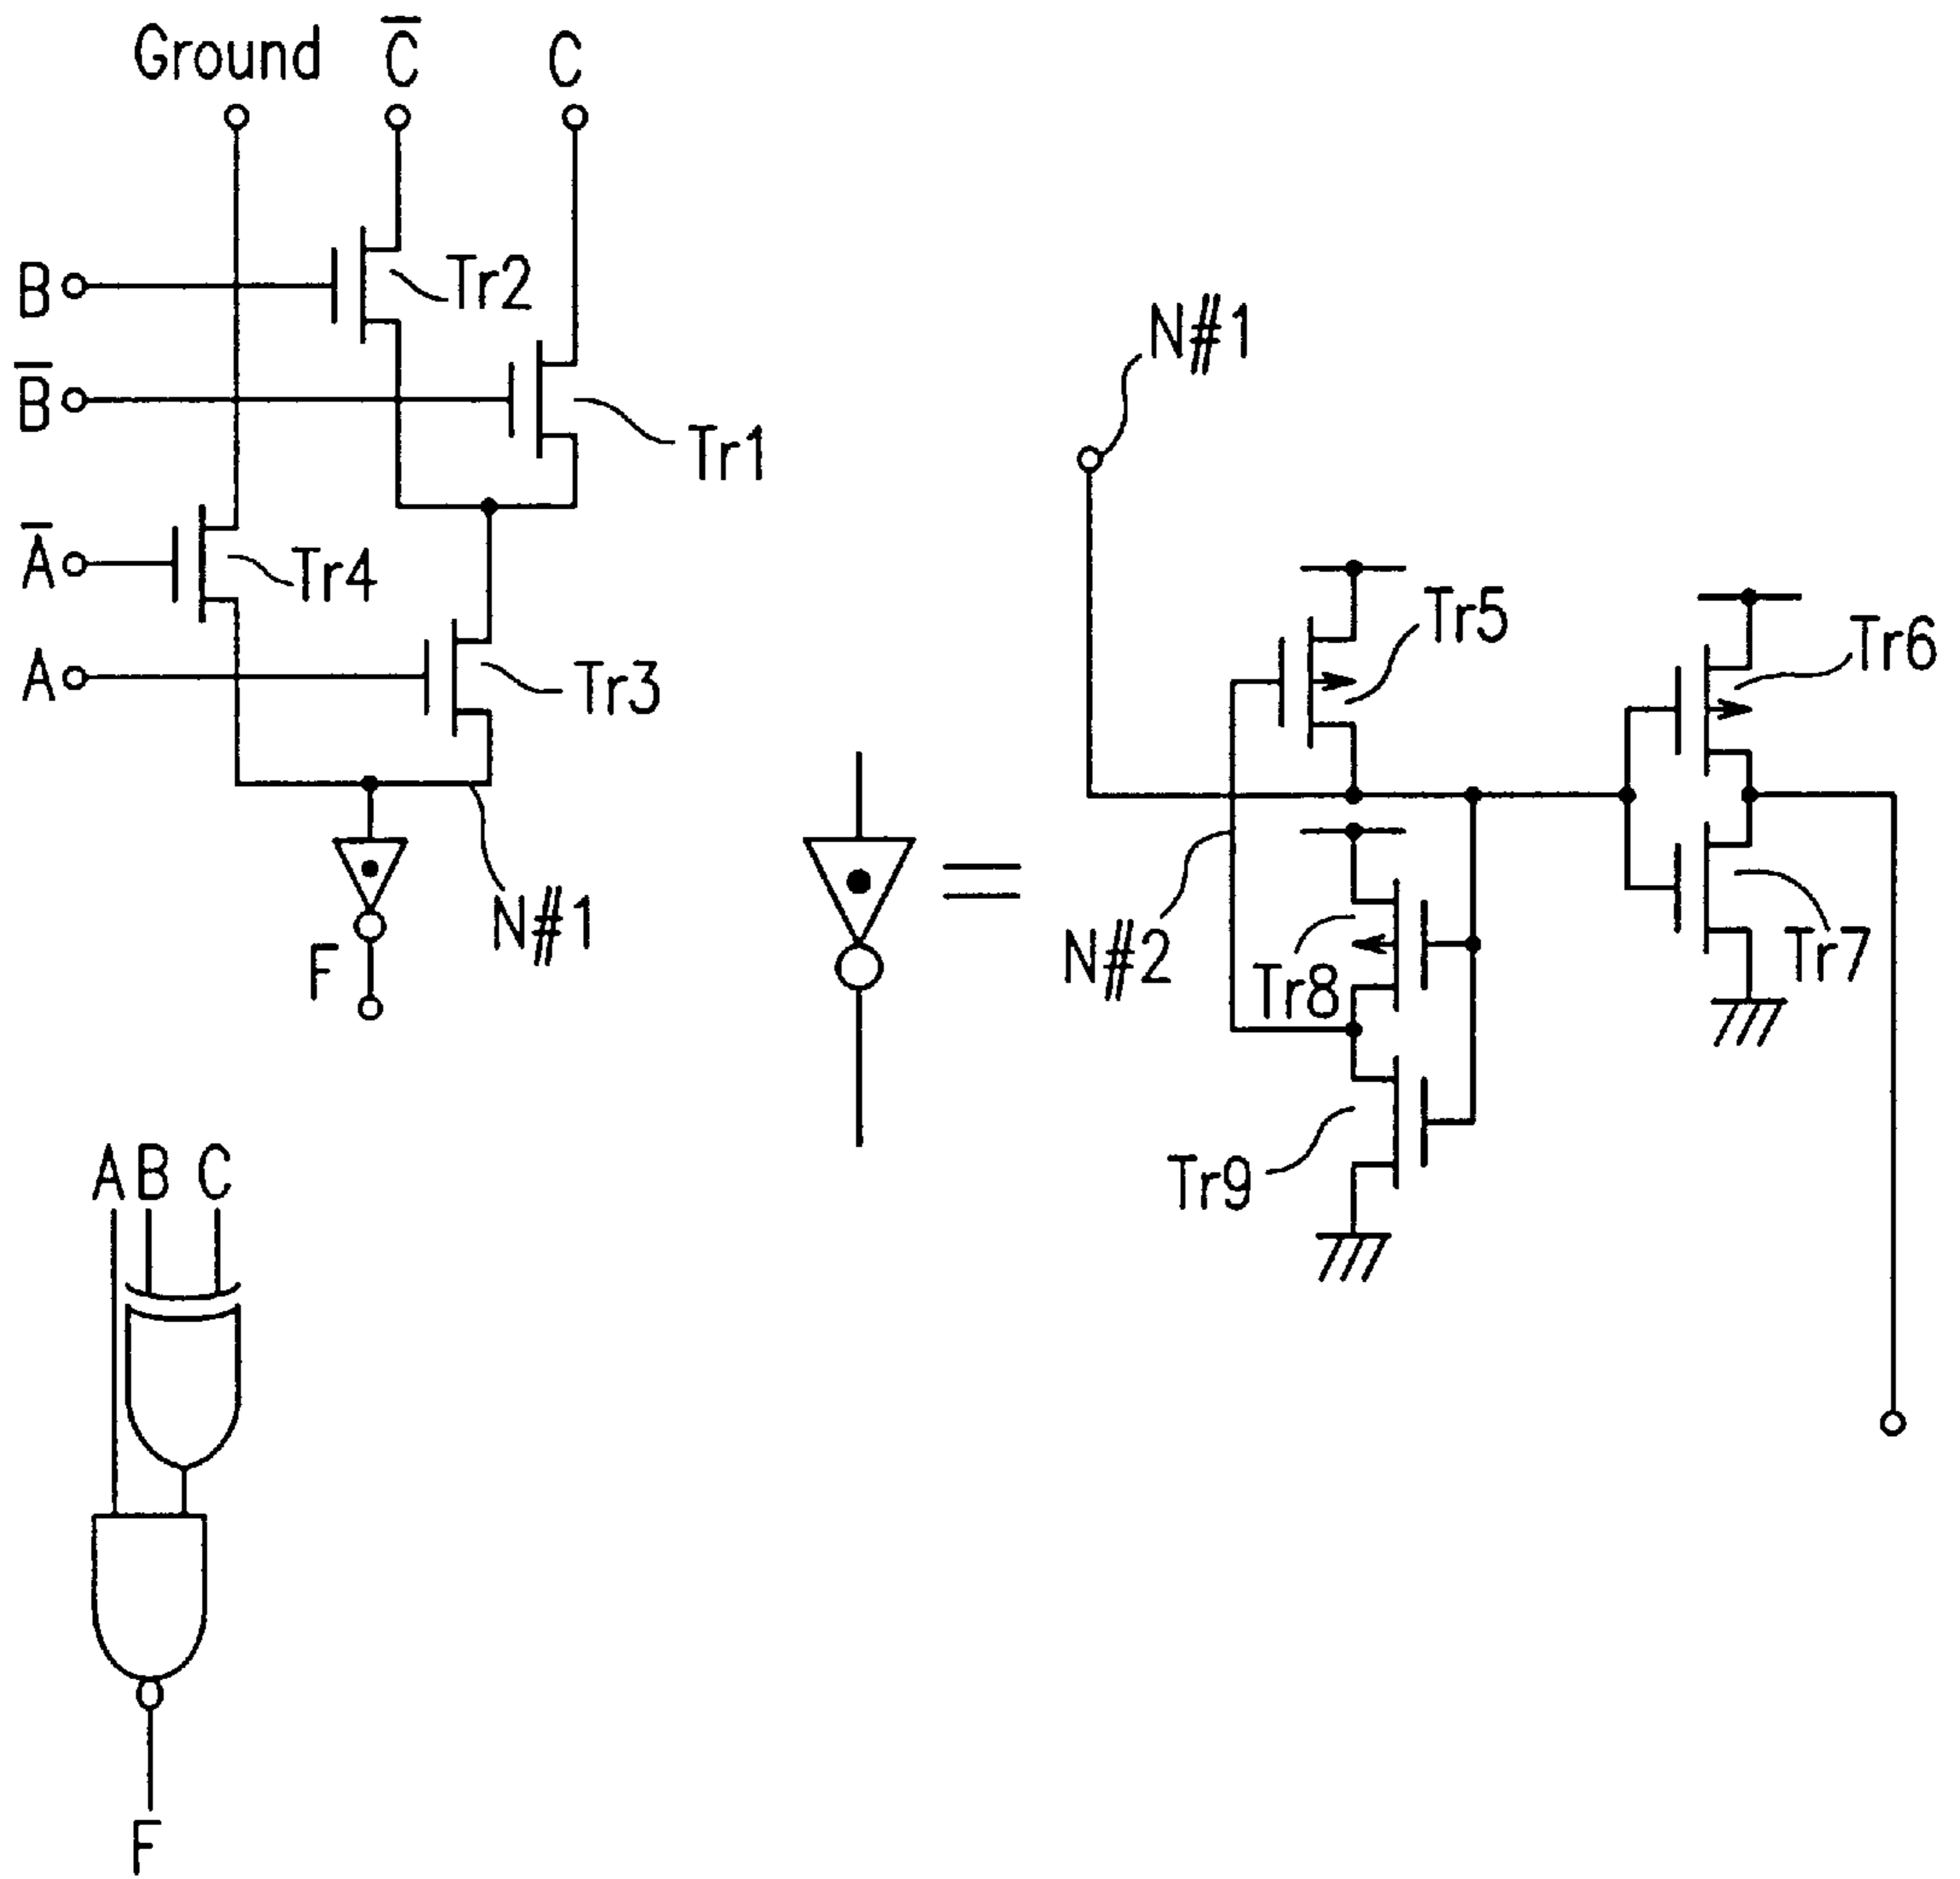 Ground C̅ C
B
Tr2
B̅
Tr1
A̅
Tr4
A
Tr3
N#1
F
N#1
Tr5
Tr6
N#2
Tr8
Tr7
Tr9
A B C
F